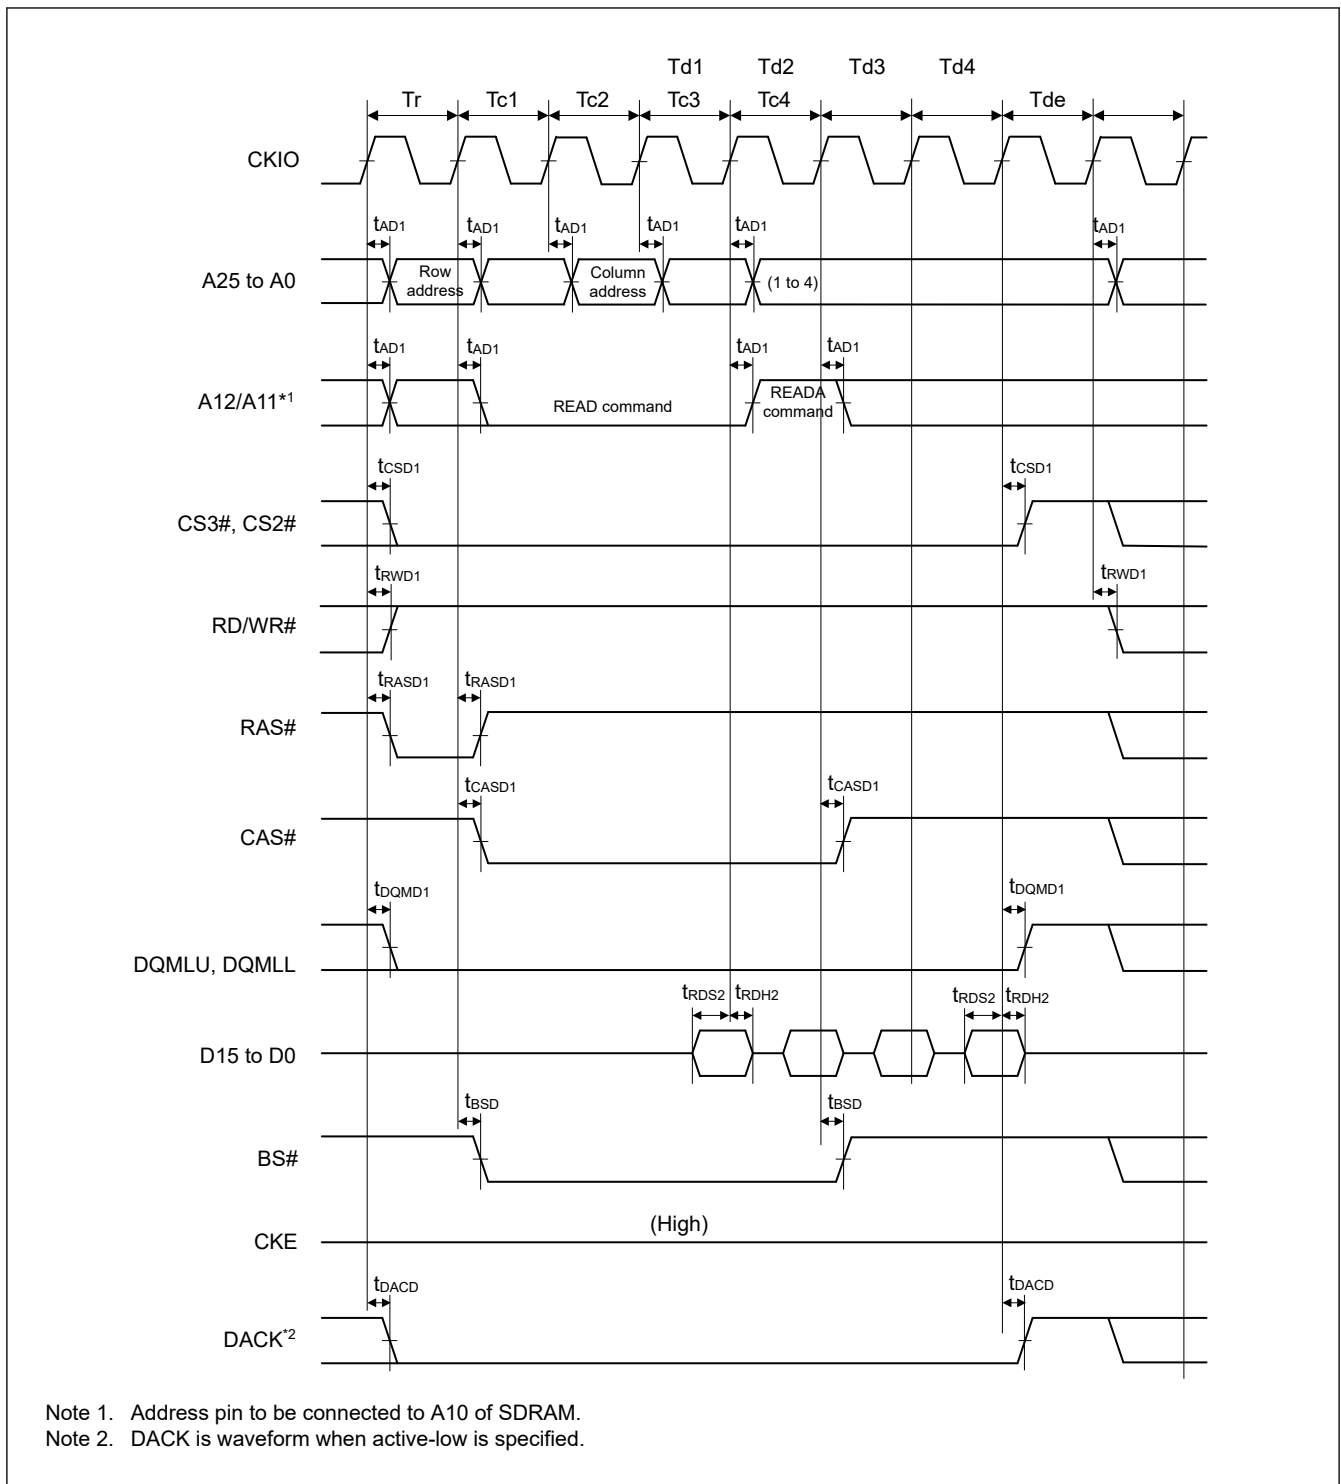 Td1 Td2 Td3 Td4
Tr Tc1 Tc2 Tc3 Tc4 Tde
CKIO
tAD1 tAD1 tAD1 tAD1 tAD1 tAD1
A25 to A0
Row address
Column address
(1 to 4)
tAD1 tAD1 tAD1 tAD1
A12/A11*1
READ command
READA command
tCSD1 tCSD1
CS3#, CS2#
tRWD1 tRWD1
RD/WR#
tRASD1 tRASD1
RAS#
tCASD1 tCASD1
CAS#
tDQMD1 tDQMD1
DQMLU, DQMLL
tRDS2 tRDH2 tRDS2 tRDH2
D15 to D0
tBSD tBSD
BS#
(High)
CKE
tDACD tDACD
DACK*2
Note 1. Address pin to be connected to A10 of SDRAM.
Note 2. DACK is waveform when active-low is specified.